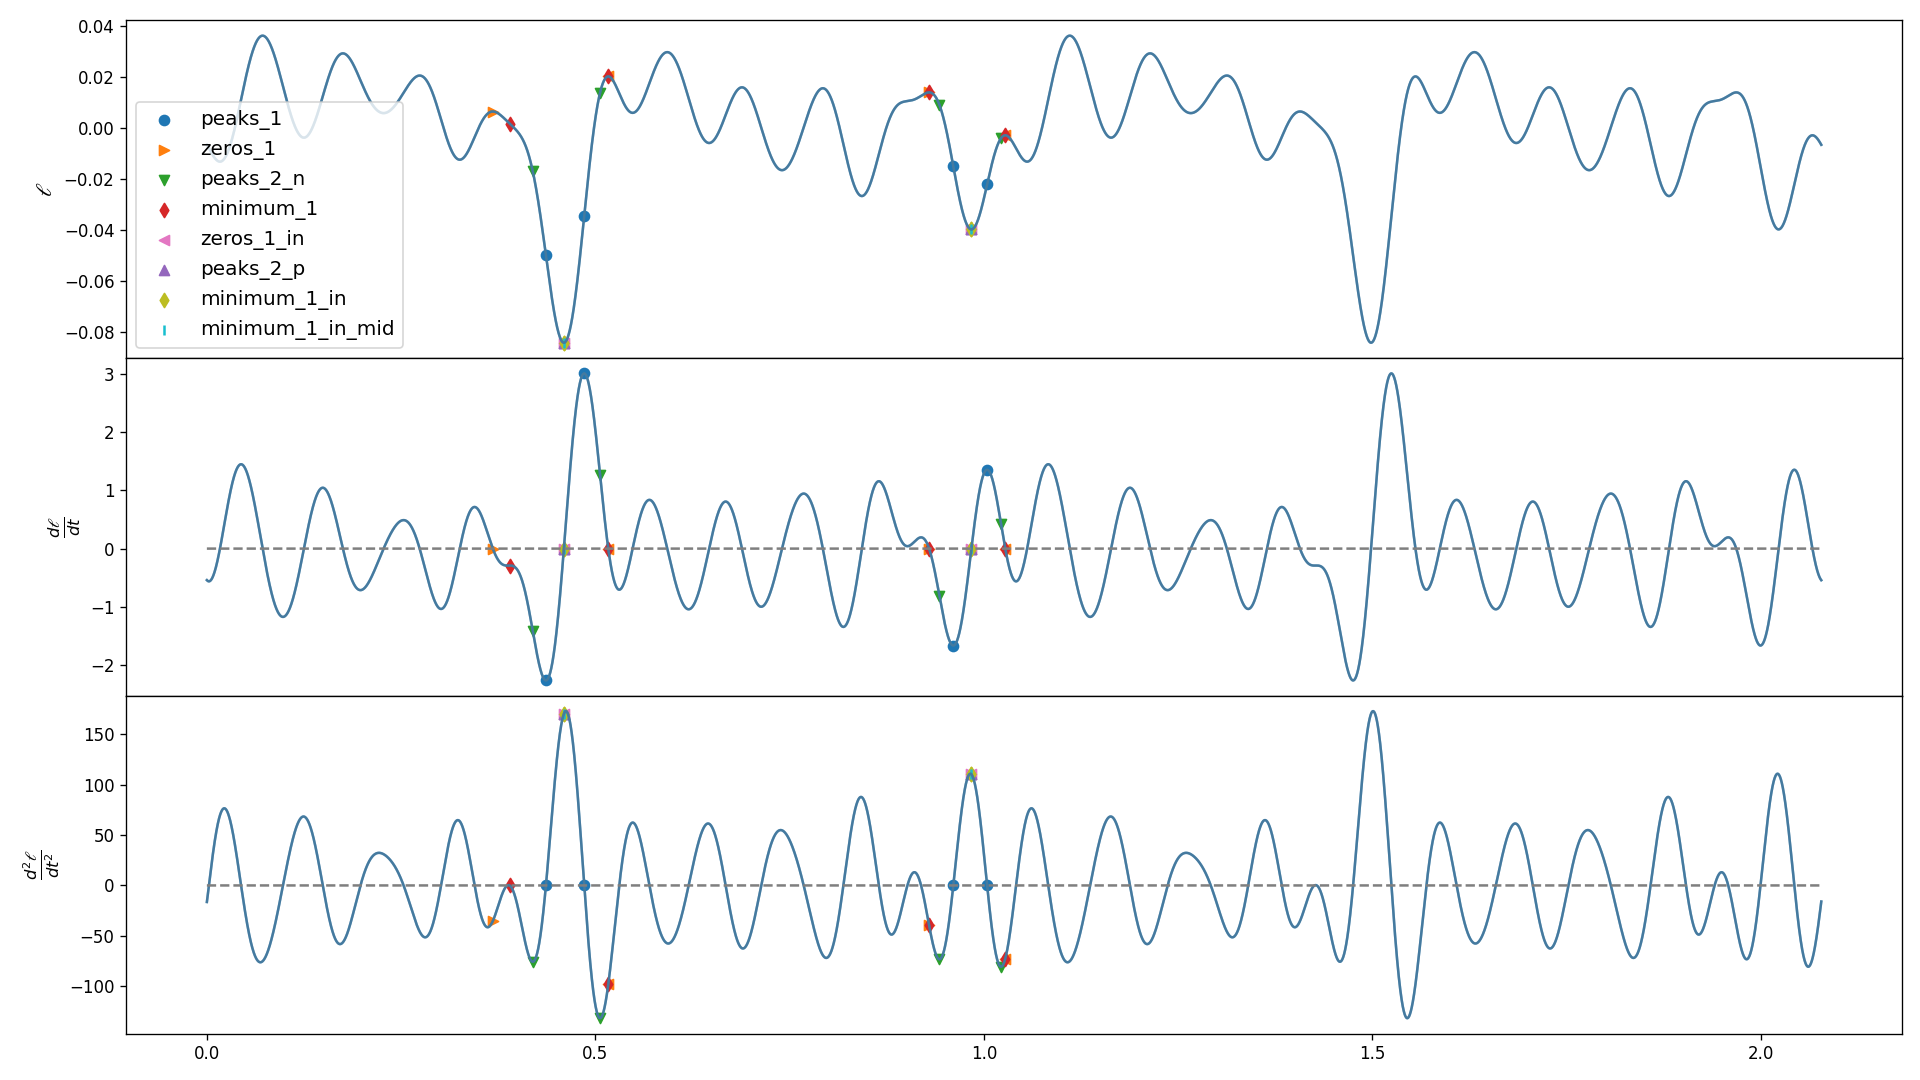 0.04
0.02
0.00
−0.02
−0.04
−0.06
−0.08
ℓ
peaks_1
zeros_1
peaks_2_n
minimum_1
zeros_1_in
peaks_2_p
minimum_1_in
minimum_1_in_mid
3
2
1
0
−1
−2
dℓ
dt
150
100
50
0
−50
−100
d²ℓ
dt²
0.0 0.5 1.0 1.5 2.0